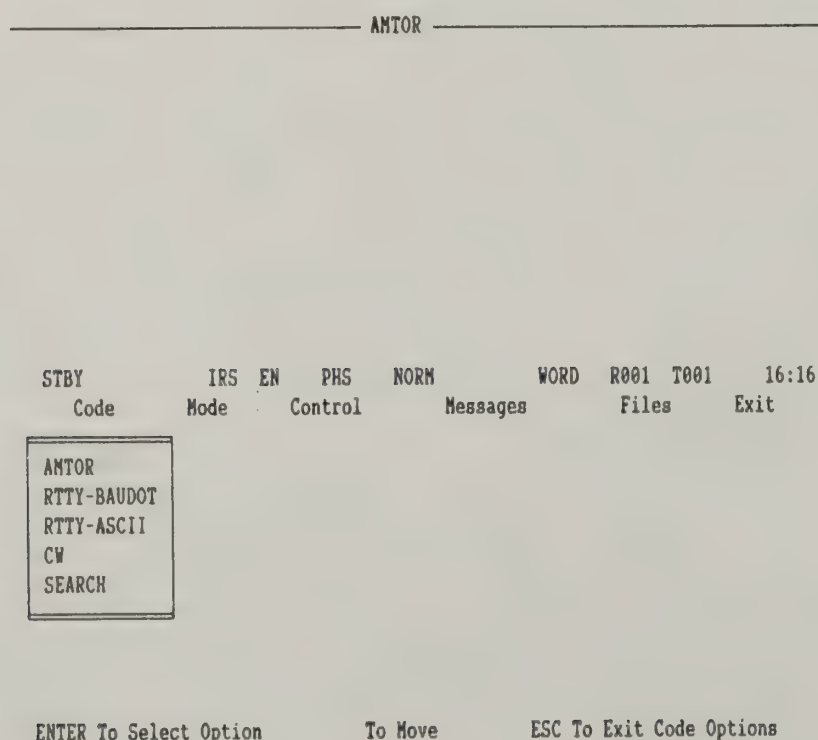 AMTOR
STBY IRS EN PHS NORM WORD R001 T001 16:16
Code Mode Control Messages Files Exit
AMTOR
RTTY-BAUDOT
RTTY-ASCII
CW
SEARCH
ENTER To Select Option To Move ESC To Exit Code Options